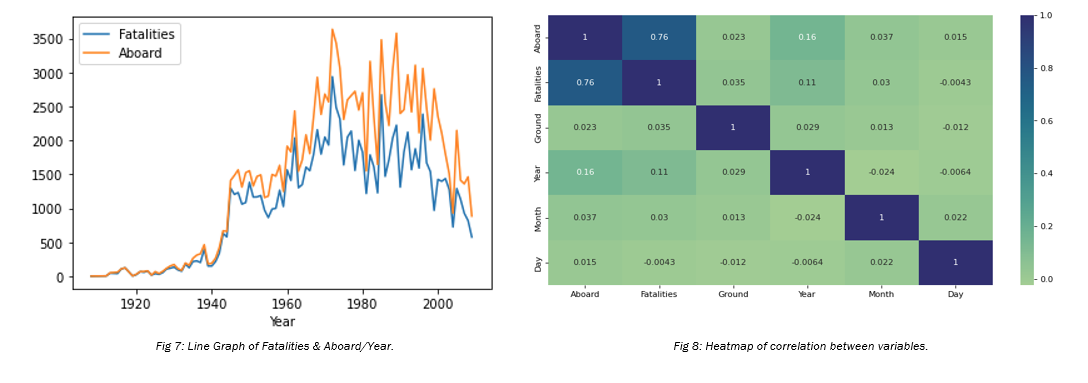 Fatalities
Aboard
3500
3000
2500
2000
1500
1000
500
0
1920 1940 1960 1980 2000
Year
Fig 7: Line Graph of Fatalities & Aboard/Year.
Aboard 1 0.76 0.023 0.16 0.037 0.015
Fatalities 0.76 1 0.035 0.11 0.03 -0.0043
Ground 0.023 0.035 1 0.029 0.013 -0.012
Year 0.16 0.11 0.029 1 -0.024 -0.0064
Month 0.037 0.03 0.013 -0.024 1 0.022
Day 0.015 -0.0043 -0.012 -0.0064 0.022 1
Aboard Fatalities Ground Year Month Day
1.0
0.8
0.6
0.4
0.2
0.0
Fig 8: Heatmap of correlation between variables.